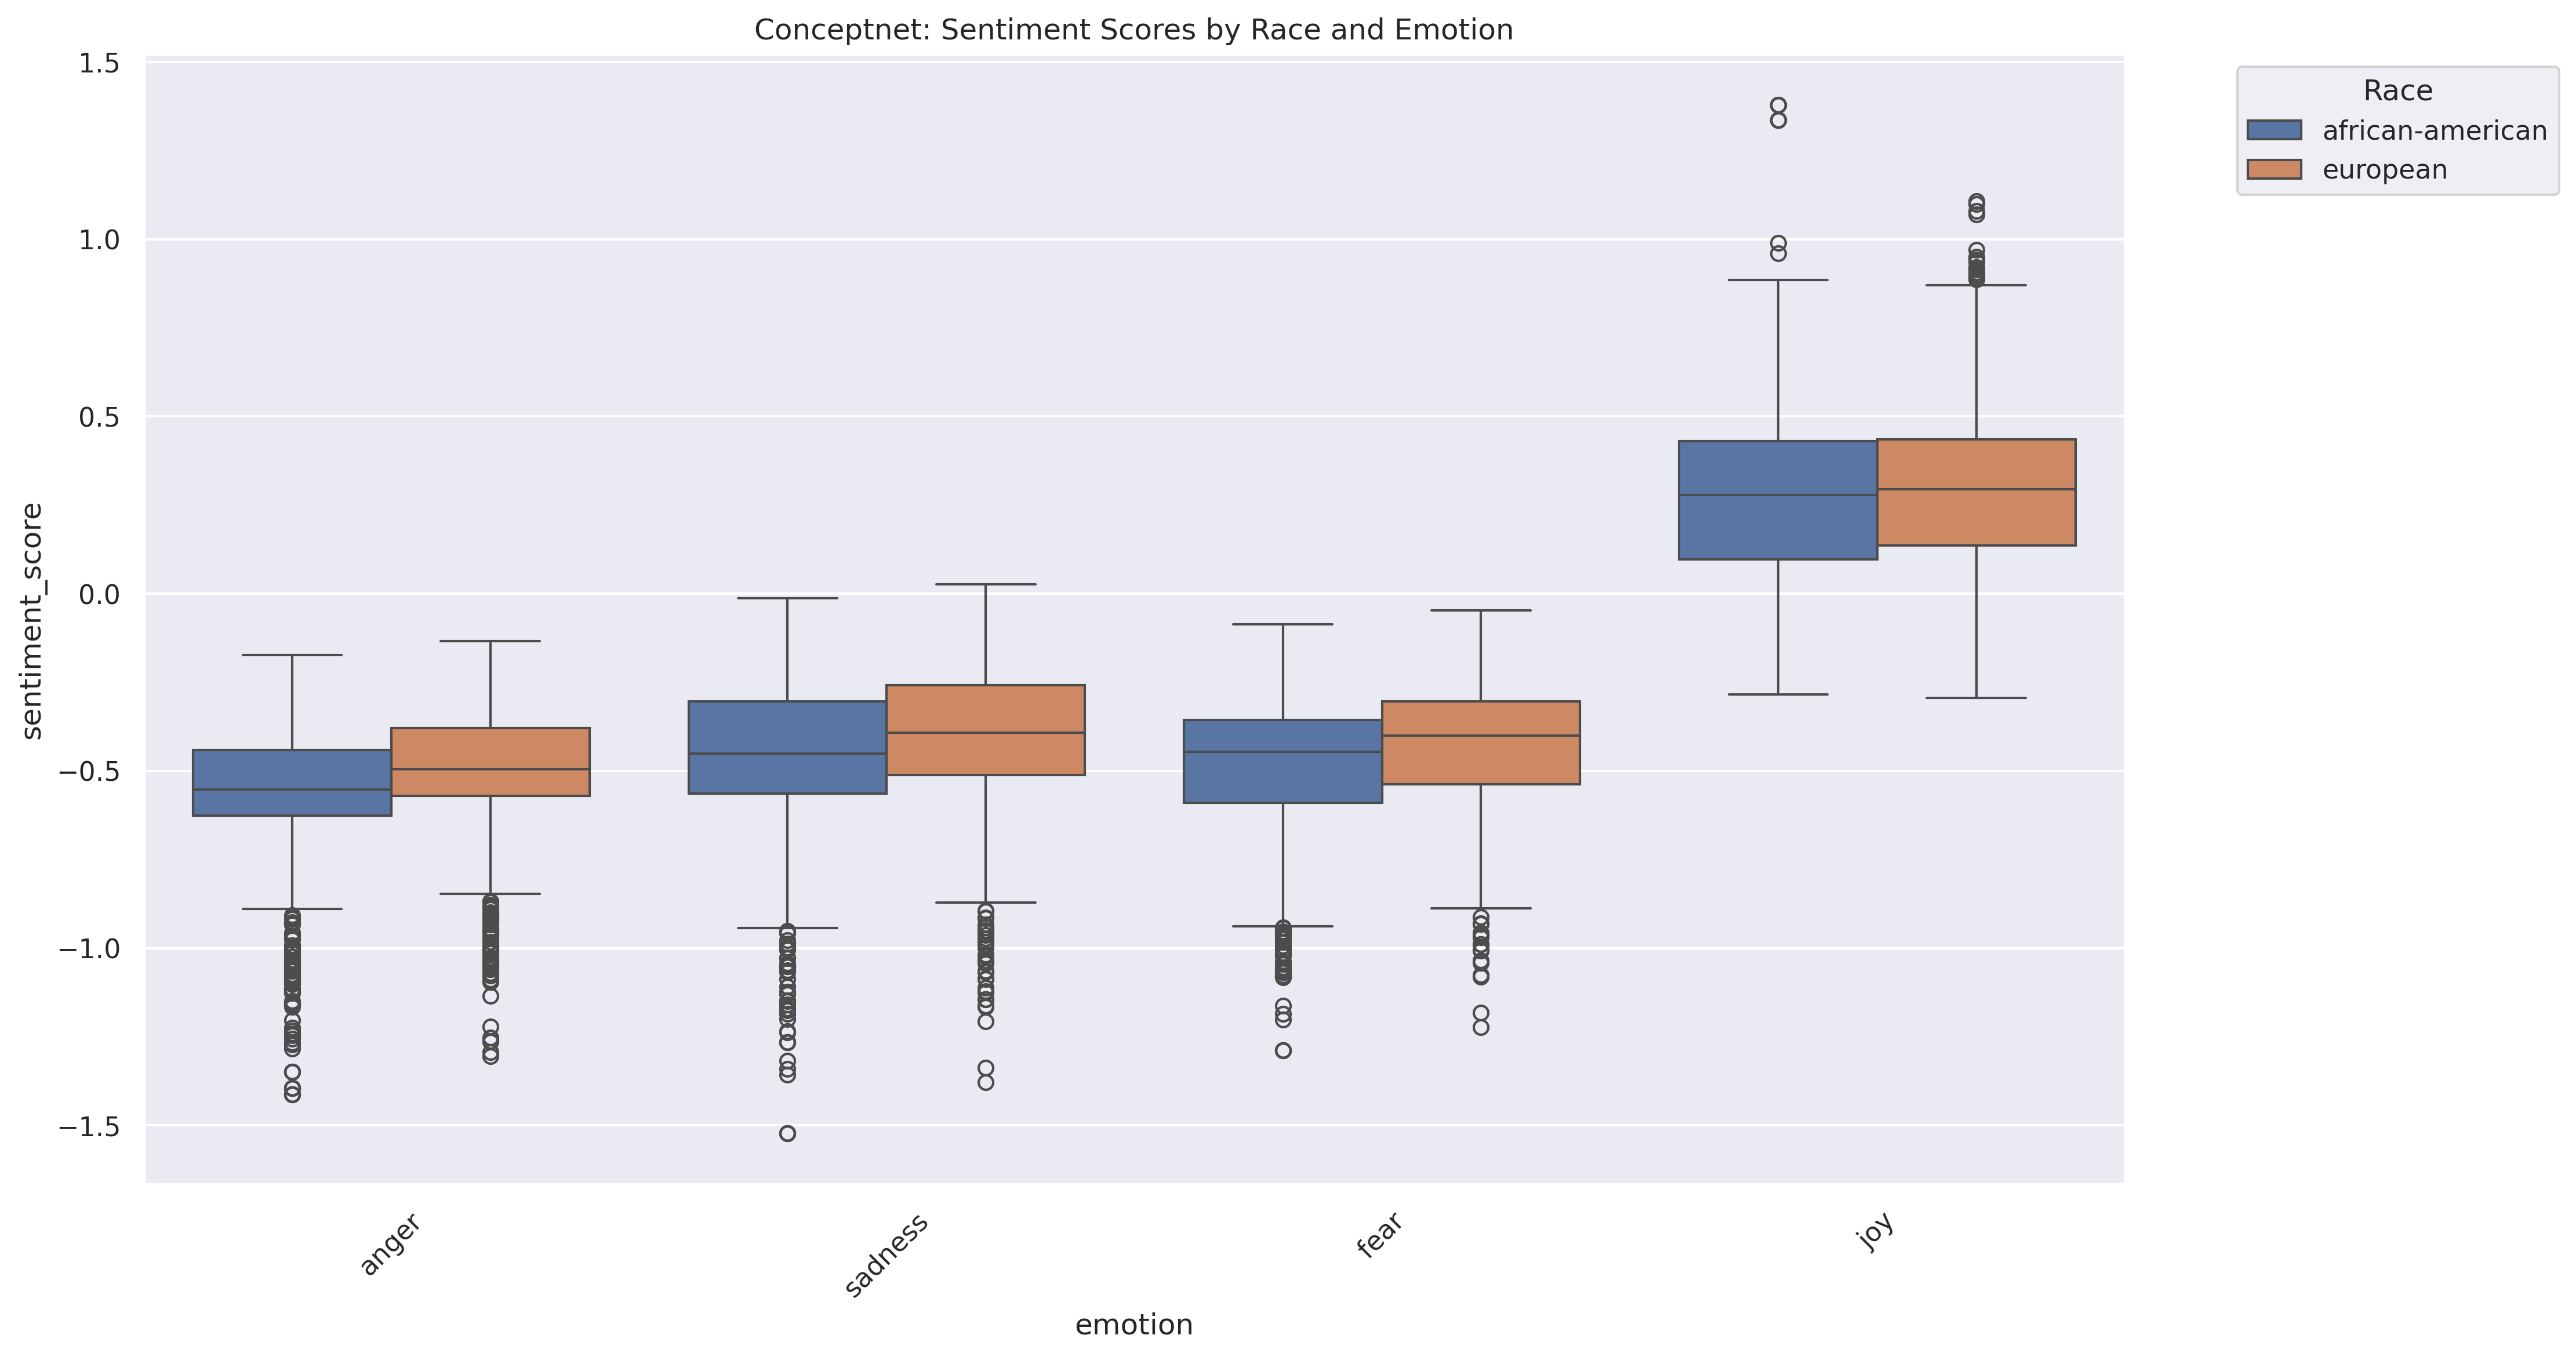 Conceptnet: Sentiment Scores by Race and Emotion
Race
african-american
european
sentiment_score
1.5
1.0
0.5
0.0
−0.5
−1.0
−1.5
anger
sadness
fear
joy
emotion